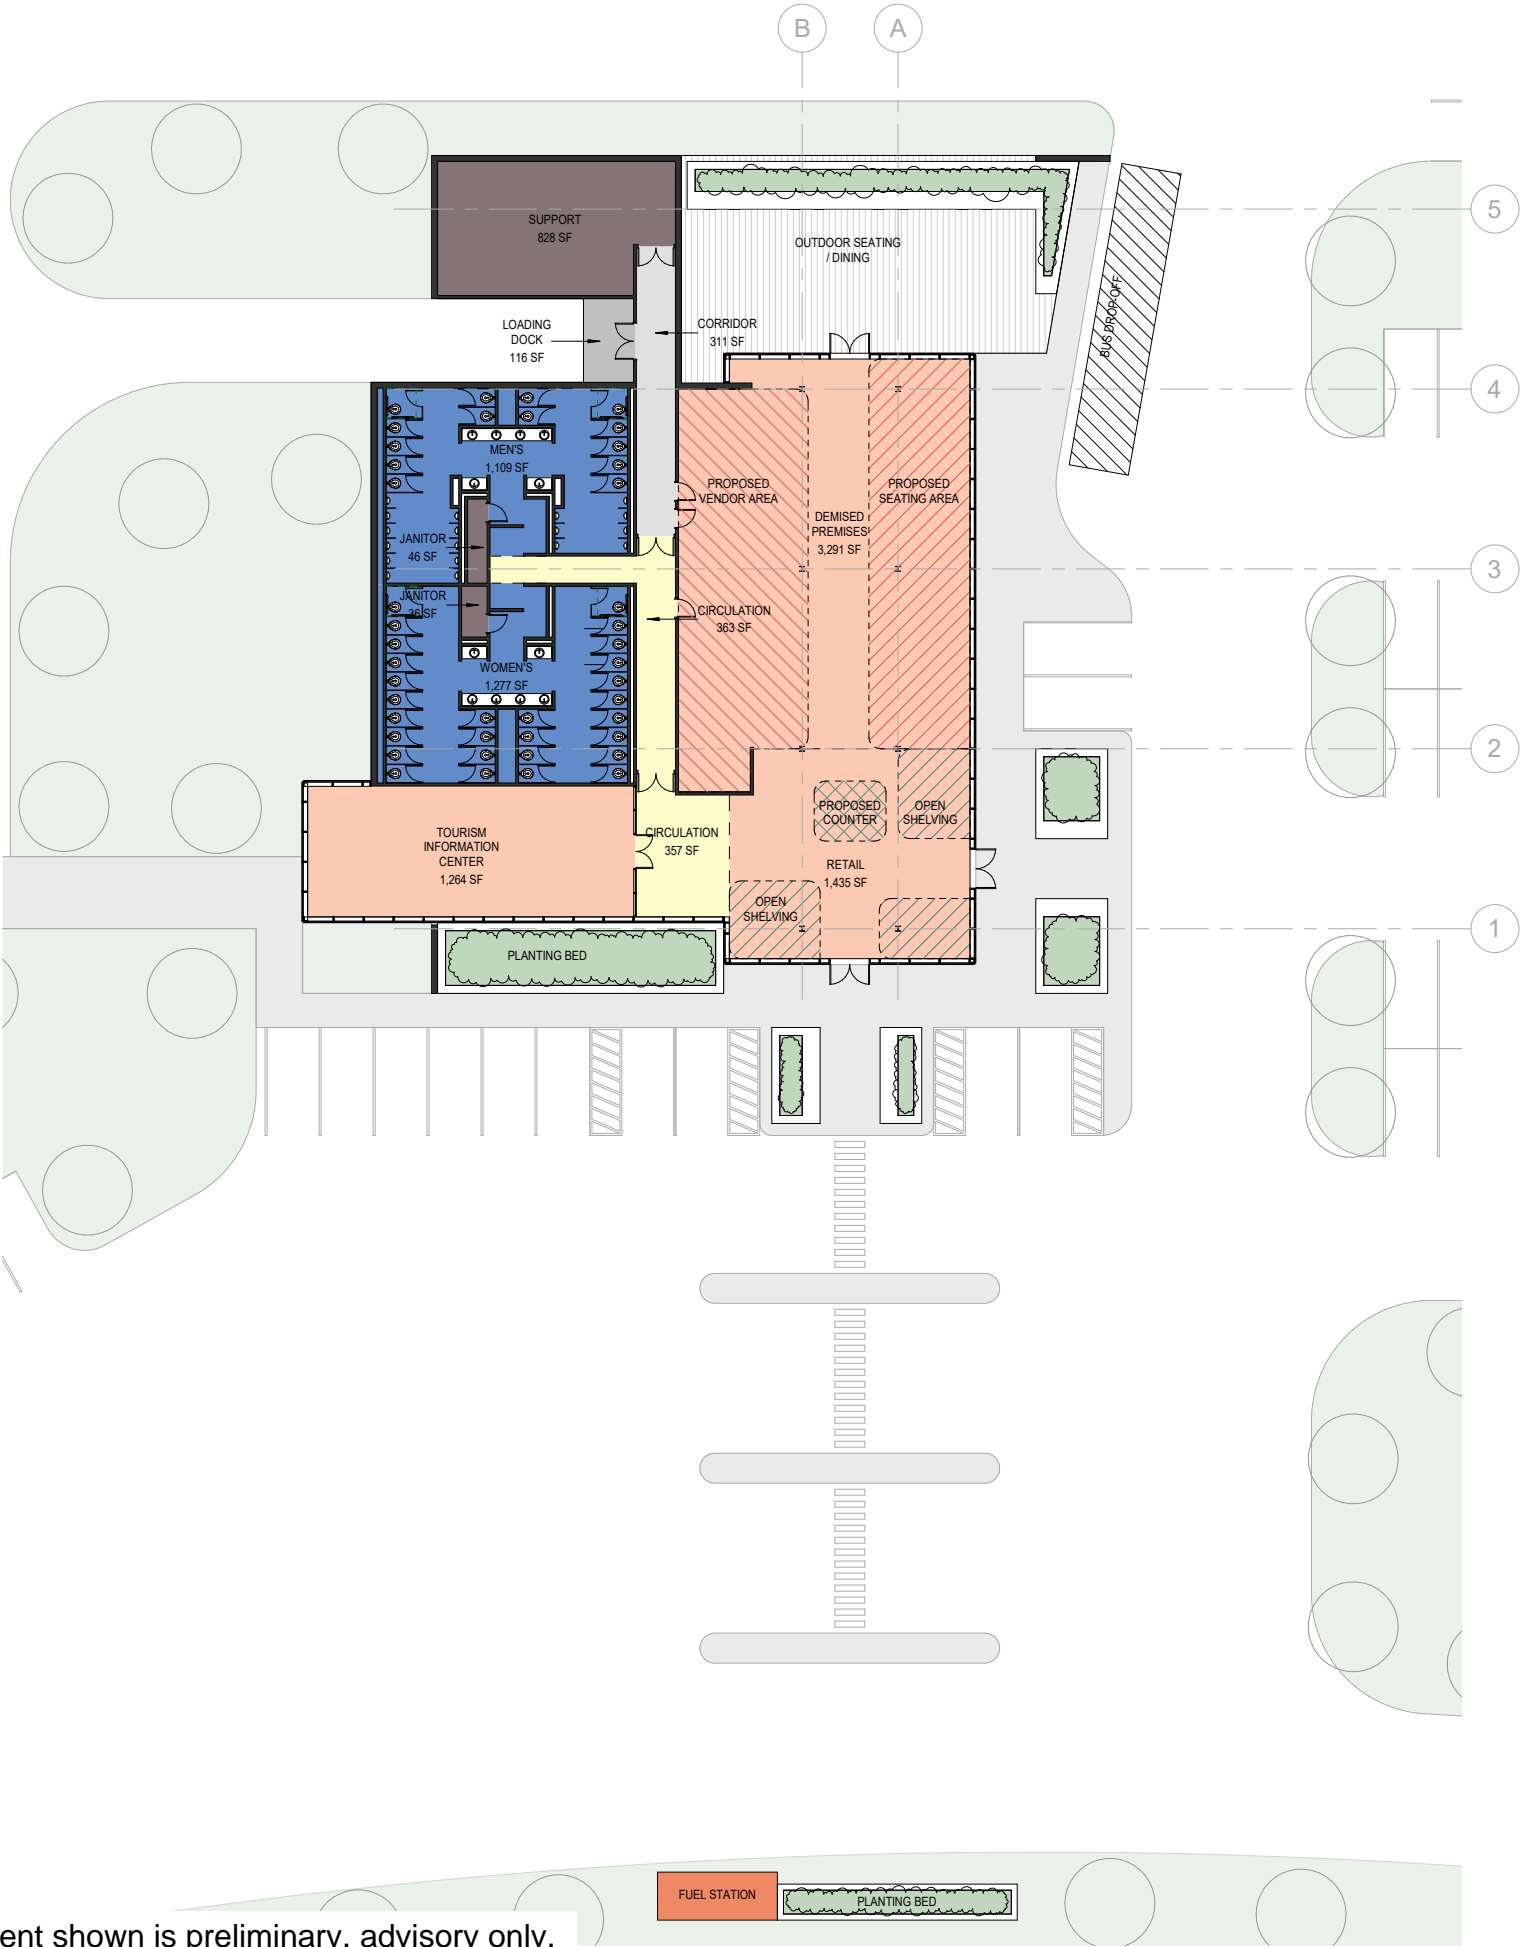 B
A
5
SUPPORT
828 SF
OUTDOOR SEATING
/ DINING
BUS DROP-OFF
LOADING
DOCK
116 SF
CORRIDOR
311 SF
4
MEN'S
1,109 SF
PROPOSED
VENDOR AREA
PROPOSED
SEATING AREA
DEMISED
PREMISES
3,291 SF
JANITOR
46 SF
3
JANITOR
36 SF
CIRCULATION
363 SF
WOMEN'S
1,277 SF
2
PROPOSED
COUNTER
OPEN
SHELVING
TOURISM
INFORMATION
CENTER
1,264 SF
CIRCULATION
357 SF
RETAIL
1,435 SF
OPEN
SHELVING
1
PLANTING BED
FUEL STATION
PLANTING BED
ent shown is preliminary, advisory only.